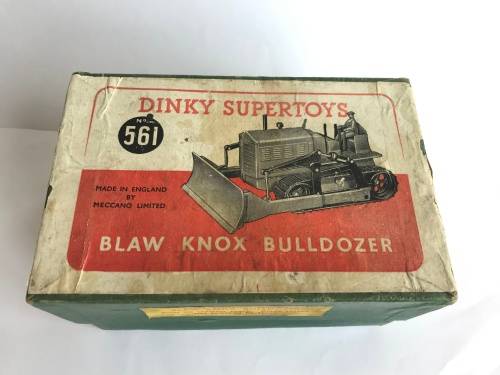 DINKY SUPERTOYS
No.
561
MADE IN ENGLAND
BY
MECCANO LIMITED
BLAW KNOX BULLDOZER